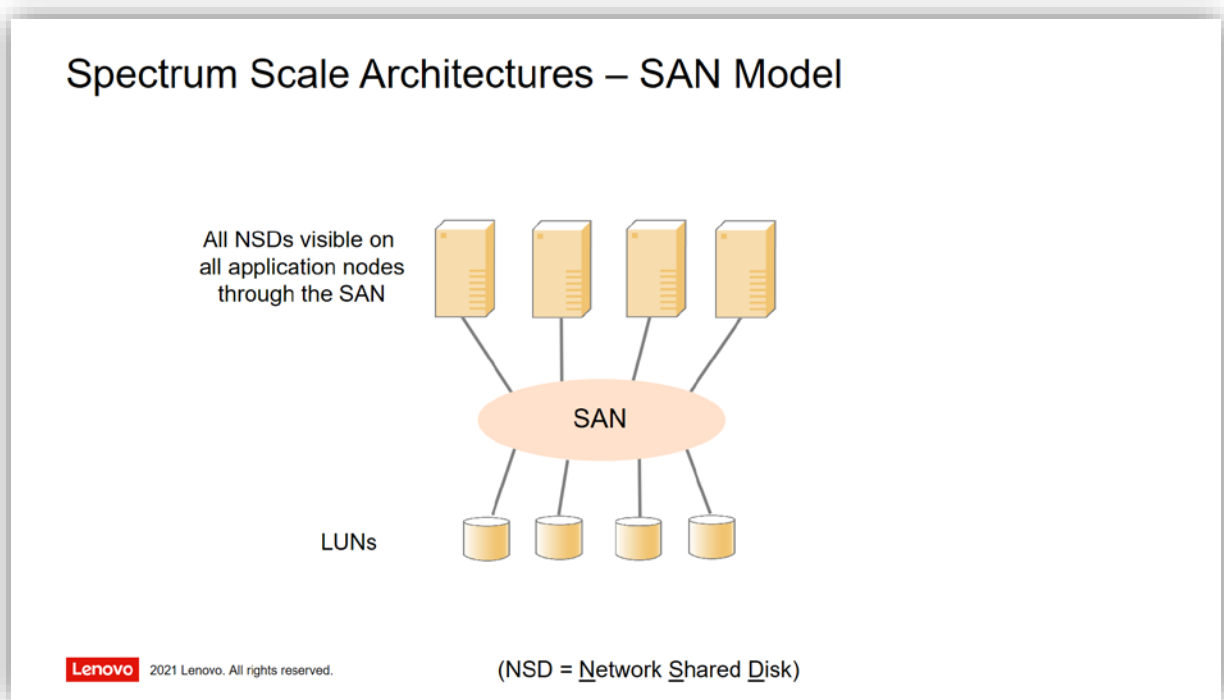 Spectrum Scale Architectures – SAN Model
All NSDs visible on
all application nodes
through the SAN
SAN
LUNs
Lenovo 2021 Lenovo. All rights reserved.
(NSD = Network Shared Disk)